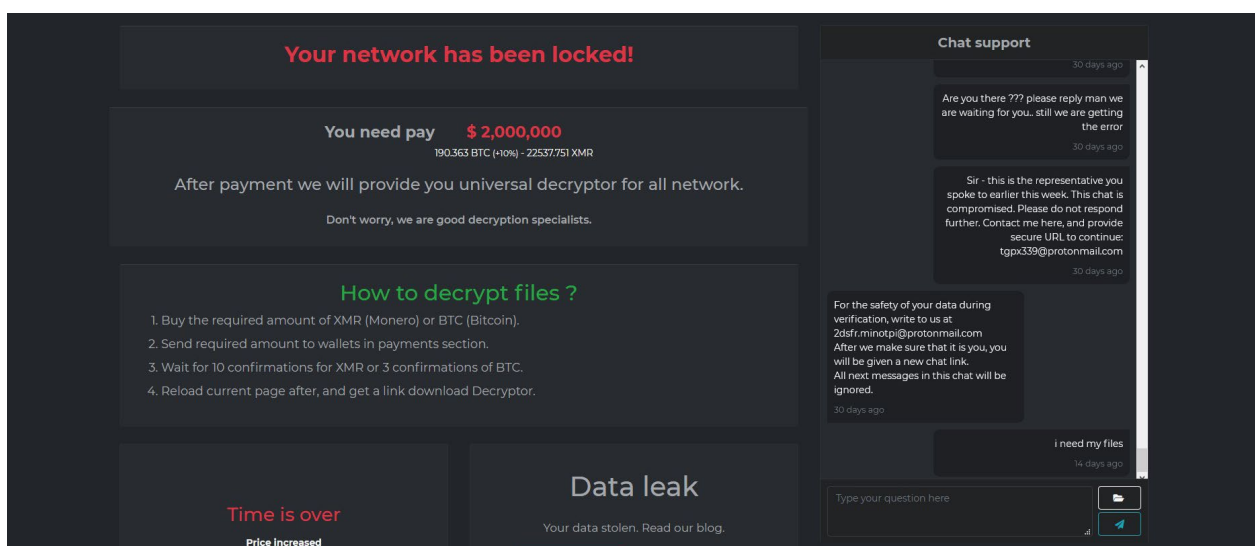 Your network has been locked!
You need pay $ 2,000,000
190.363 BTC (+10%) - 22537.751 XMR
After payment we will provide you universal decryptor for all network.
Don't worry, we are good decryption specialists.
How to decrypt files ?
1. Buy the required amount of XMR (Monero) or BTC (Bitcoin).
2. Send required amount to wallets in payments section.
3. Wait for 10 confirmations for XMR or 3 confirmations of BTC.
4. Reload current page after, and get a link download Decryptor.
Time is over
Price increased
Data leak
Your data stolen. Read our blog.
Chat support
30 days ago
Are you there ??? please reply man we
are waiting for you.. still we are getting
the error
30 days ago
Sir - this is the representative you
spoke to earlier this week. This chat is
compromised. Please do not respond
further. Contact me here, and provide
secure URL to continue:
tgpx339@protonmail.com
30 days ago
For the safety of your data during
verification, write to us at
2dsfr.minotpi@protonmail.com
After we make sure that it is you, you
will be given a new chat link.
All next messages in this chat will be
ignored.
30 days ago
i need my files
14 days ago
Type your question here